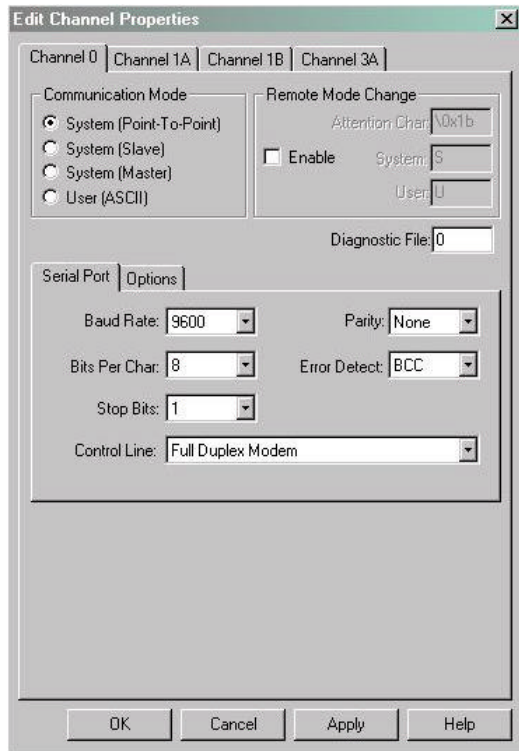 Edit Channel Properties
Channel 0 Channel 1A Channel 1B Channel 3A
Communication Mode
System (Point-To-Point)
System (Slave)
System (Master)
User (ASCII)
Remote Mode Change
Attention Char: \0x1b
Enable System: S
User: U
Diagnostic File: 0
Serial Port Options
Baud Rate: 9600 Parity: None
Bits Per Char: 8 Error Detect: BCC
Stop Bits: 1
Control Line: Full Duplex Modem
OK Cancel Apply Help